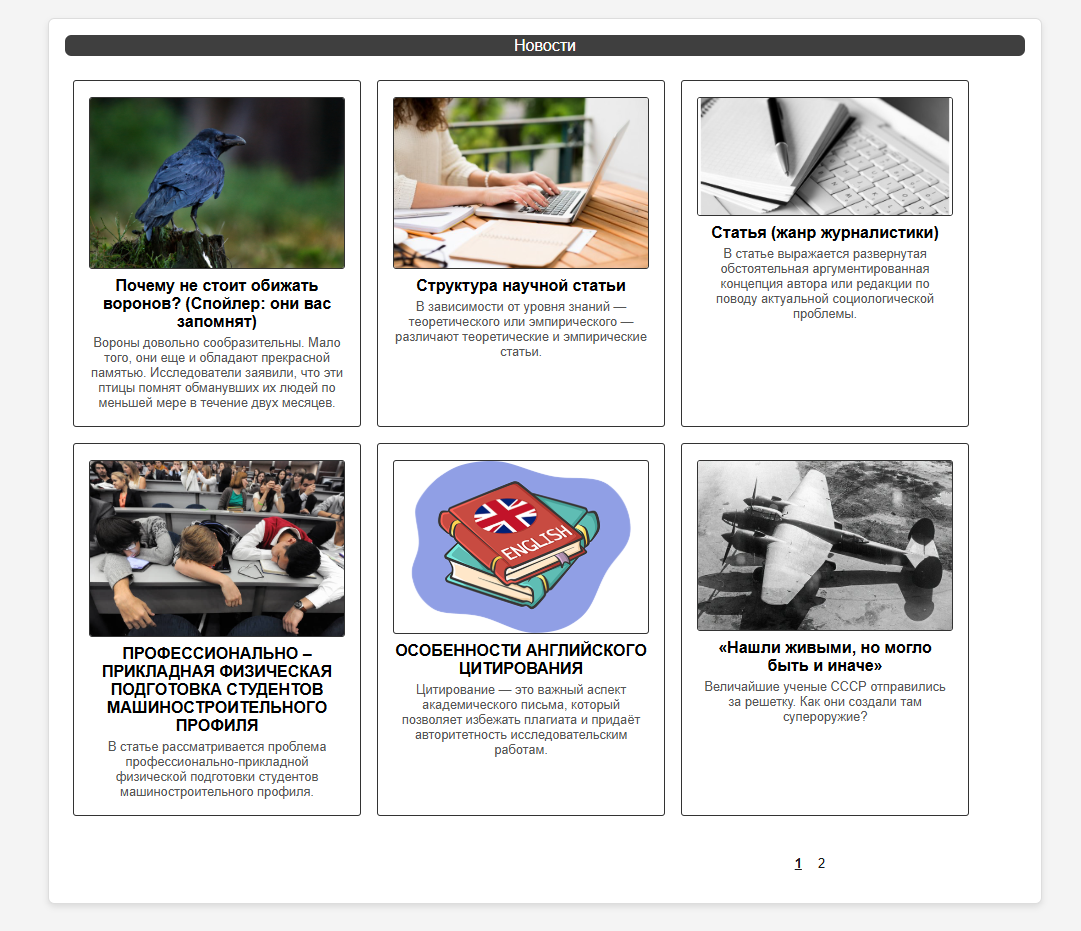 Новости
Почему не стоит обижать
воронов? (Спойлер: они вас
запомнят)
Вороны довольно сообразительны. Мало
того, они еще и обладают прекрасной
памятью. Исследователи заявили, что эти
птицы помнят обманувших их людей по
меньшей мере в течение двух месяцев.
Структура научной статьи
В зависимости от уровня знаний —
теоретического или эмпирического —
различают теоретические и эмпирические
статьи.
Статья (жанр журналистики)
В статье выражается развернутая
обстоятельная аргументированная
концепция автора или редакции по
поводу актуальной социологической
проблемы.
ПРОФЕССИОНАЛЬНО –
ПРИКЛАДНАЯ ФИЗИЧЕСКАЯ
ПОДГОТОВКА СТУДЕНТОВ
МАШИНОСТРОИТЕЛЬНОГО
ПРОФИЛЯ
В статье рассматривается проблема
профессионально-прикладной
физической подготовки студентов
машиностроительного профиля.
ENGLISH
ОСОБЕННОСТИ АНГЛИЙСКОГО
ЦИТИРОВАНИЯ
Цитирование — это важный аспект
академического письма, который
позволяет избежать плагиата и придаёт
авторитетность исследовательским
работам.
«Нашли живыми, но могло
быть и иначе»
Величайшие ученые СССР отправились
за решетку. Как они создали там
супероружие?
1 2